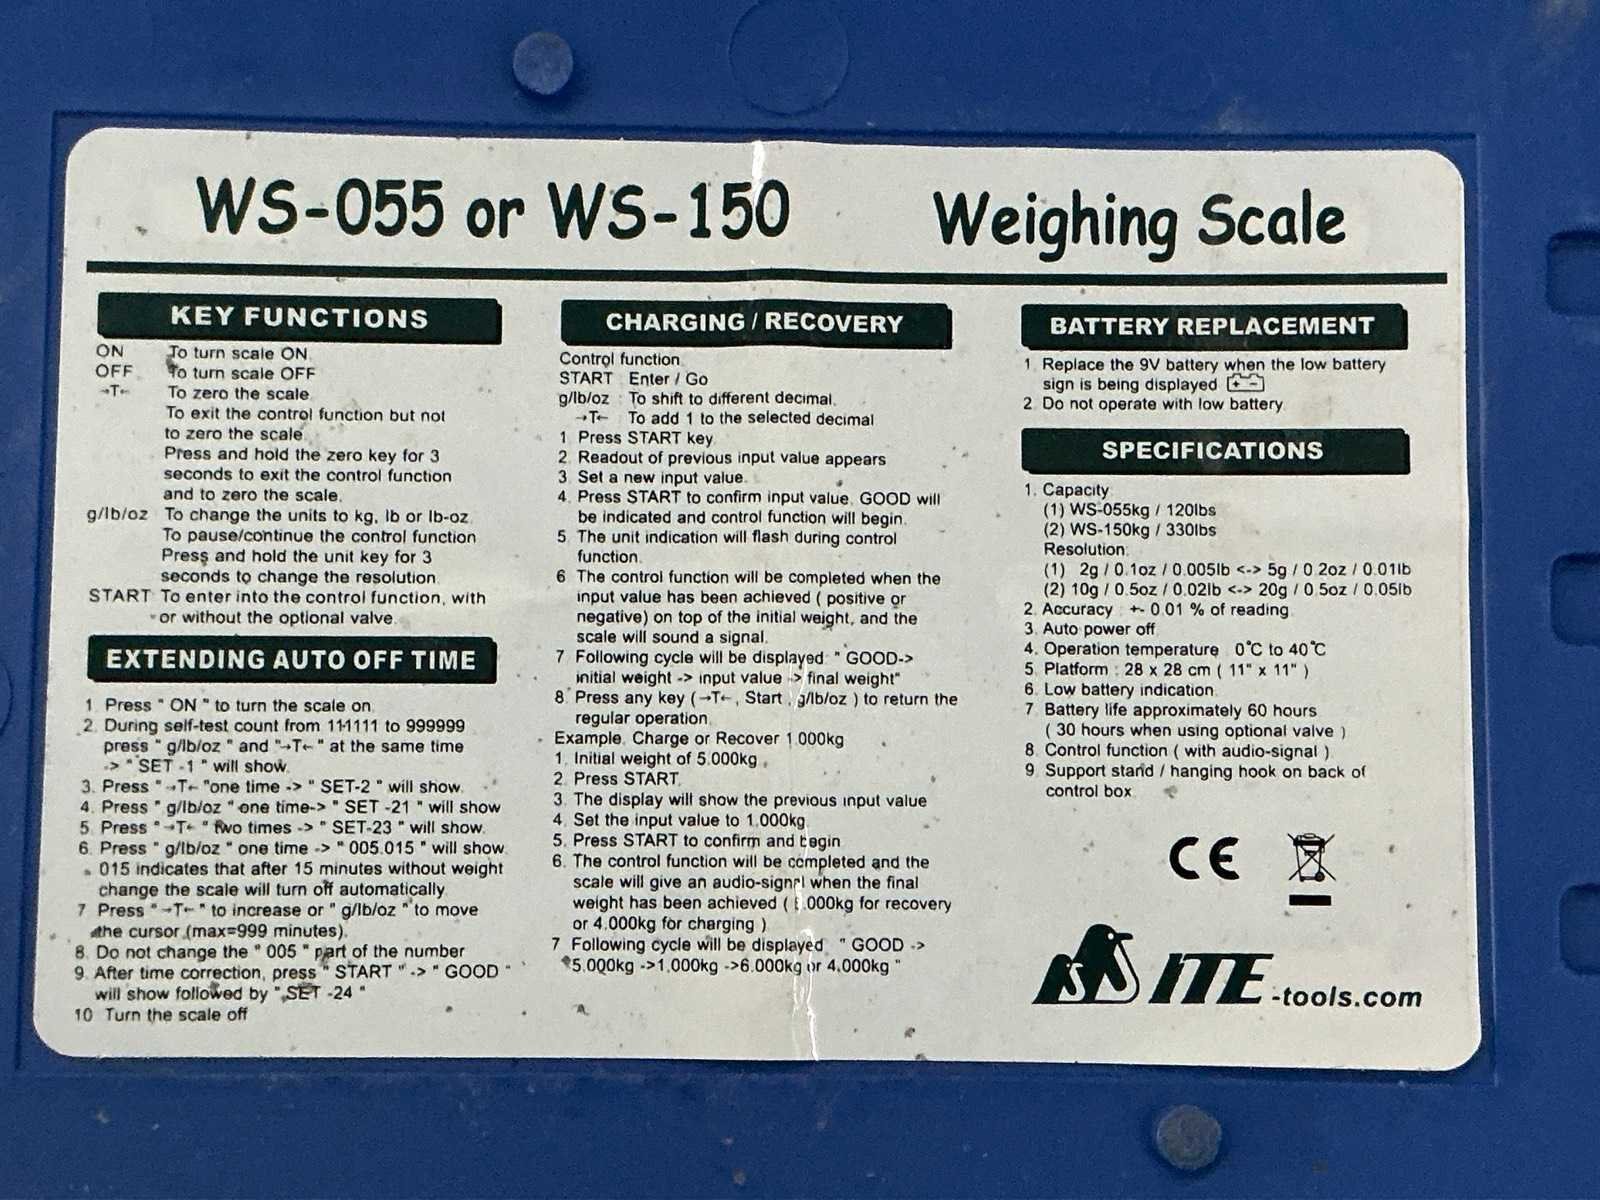 WS-055 or WS-150 Weighing Scale
KEY FUNCTIONS
ON To turn scale ON.
OFF To turn scale OFF
→T← To zero the scale.
To exit the control function but not
to zero the scale.
Press and hold the zero key for 3
seconds to exit the control function
and to zero the scale.
g/lb/oz To change the units to kg, lb or lb-oz.
To pause/continue the control function
Press and hold the unit key for 3
seconds to change the resolution.
START To enter into the control function, with
or without the optional valve.
EXTENDING AUTO OFF TIME
1. Press " ON " to turn the scale on.
2. During self-test count from 111111 to 999999
press " g/lb/oz " and "→T← " at the same time
-> " SET -1 " will show.
3. Press " →T← "one time -> " SET-2 " will show.
4. Press " g/lb/oz " one time-> " SET -21 " will show
5. Press " →T← " two times -> " SET-23 " will show.
6. Press " g/lb/oz " one time -> " 005.015 " will show.
015 indicates that after 15 minutes without weight
change the scale will turn off automatically.
7. Press " →T← " to increase or " g/lb/oz " to move
the cursor (max=999 minutes).
8. Do not change the " 005 " part of the number
9. After time correction, press " START " -> " GOOD "
will show followed by " SET -24 "
10. Turn the scale off
CHARGING / RECOVERY
Control function.
START : Enter / Go
g/lb/oz : To shift to different decimal.
→T← : To add 1 to the selected decimal
1. Press START key.
2. Readout of previous input value appears
3. Set a new input value.
4. Press START to confirm input value. GOOD will
be indicated and control function will begin.
5. The unit indication will flash during control
function.
6. The control function will be completed when the
input value has been achieved ( positive or
negative) on top of the initial weight, and the
scale will sound a signal.
7. Following cycle will be displayed: " GOOD->
initial weight -> input value -> final weight"
8. Press any key ( →T← , Start , g/lb/oz ) to return the
regular operation.
Example. Charge or Recover 1.000kg
1. Initial weight of 5.000kg .
2. Press START.
3. The display will show the previous input value
4. Set the input value to 1.000kg.
5. Press START to confirm and begin
6. The control function will be completed and the
scale will give an audio-signal when the final
weight has been achieved ( .000kg for recovery
or 4.000kg for charging )
7. Following cycle will be displayed: " GOOD ->
5.000kg ->1.000kg ->6.000kg or 4.000kg "
BATTERY REPLACEMENT
1. Replace the 9V battery when the low battery
sign is being displayed
2. Do not operate with low battery.
SPECIFICATIONS
1. Capacity
(1) WS-055kg / 120lbs
(2) WS-150kg / 330lbs
Resolution:
(1) 2g / 0.1oz / 0.005lb <-> 5g / 0.2oz / 0.01lb
(2) 10g / 0.5oz / 0.02lb <-> 20g / 0.5oz / 0.05lb
2. Accuracy : +- 0.01 % of reading.
3. Auto power off.
4. Operation temperature : 0°C to 40°C
5. Platform : 28 x 28 cm ( 11" x 11" )
6. Low battery indication.
7. Battery life approximately 60 hours
( 30 hours when using optional valve )
8. Control function ( with audio-signal ).
9. Support stand / hanging hook on back of
control box.
CE
ITE-tools.com